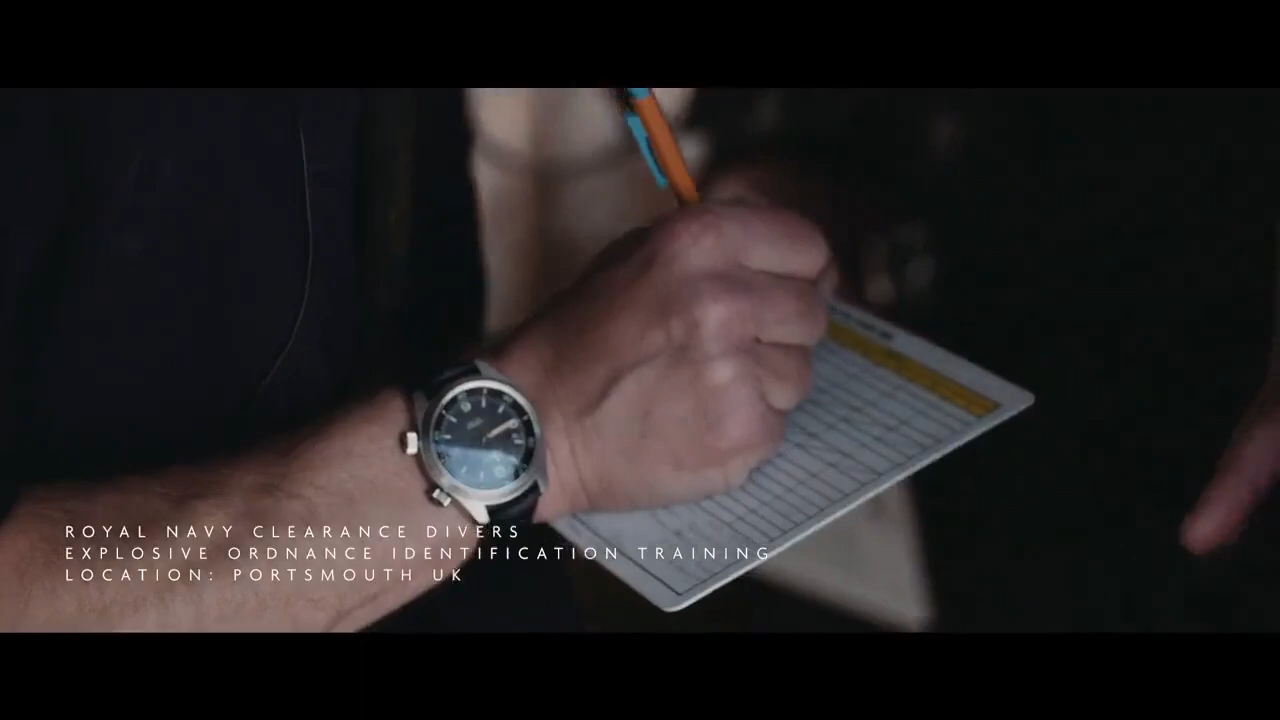 ROYAL NAVY CLEARANCE DIVERS
EXPLOSIVE ORDNANCE IDENTIFICATION TRAINING
LOCATION: PORTSMOUTH UK